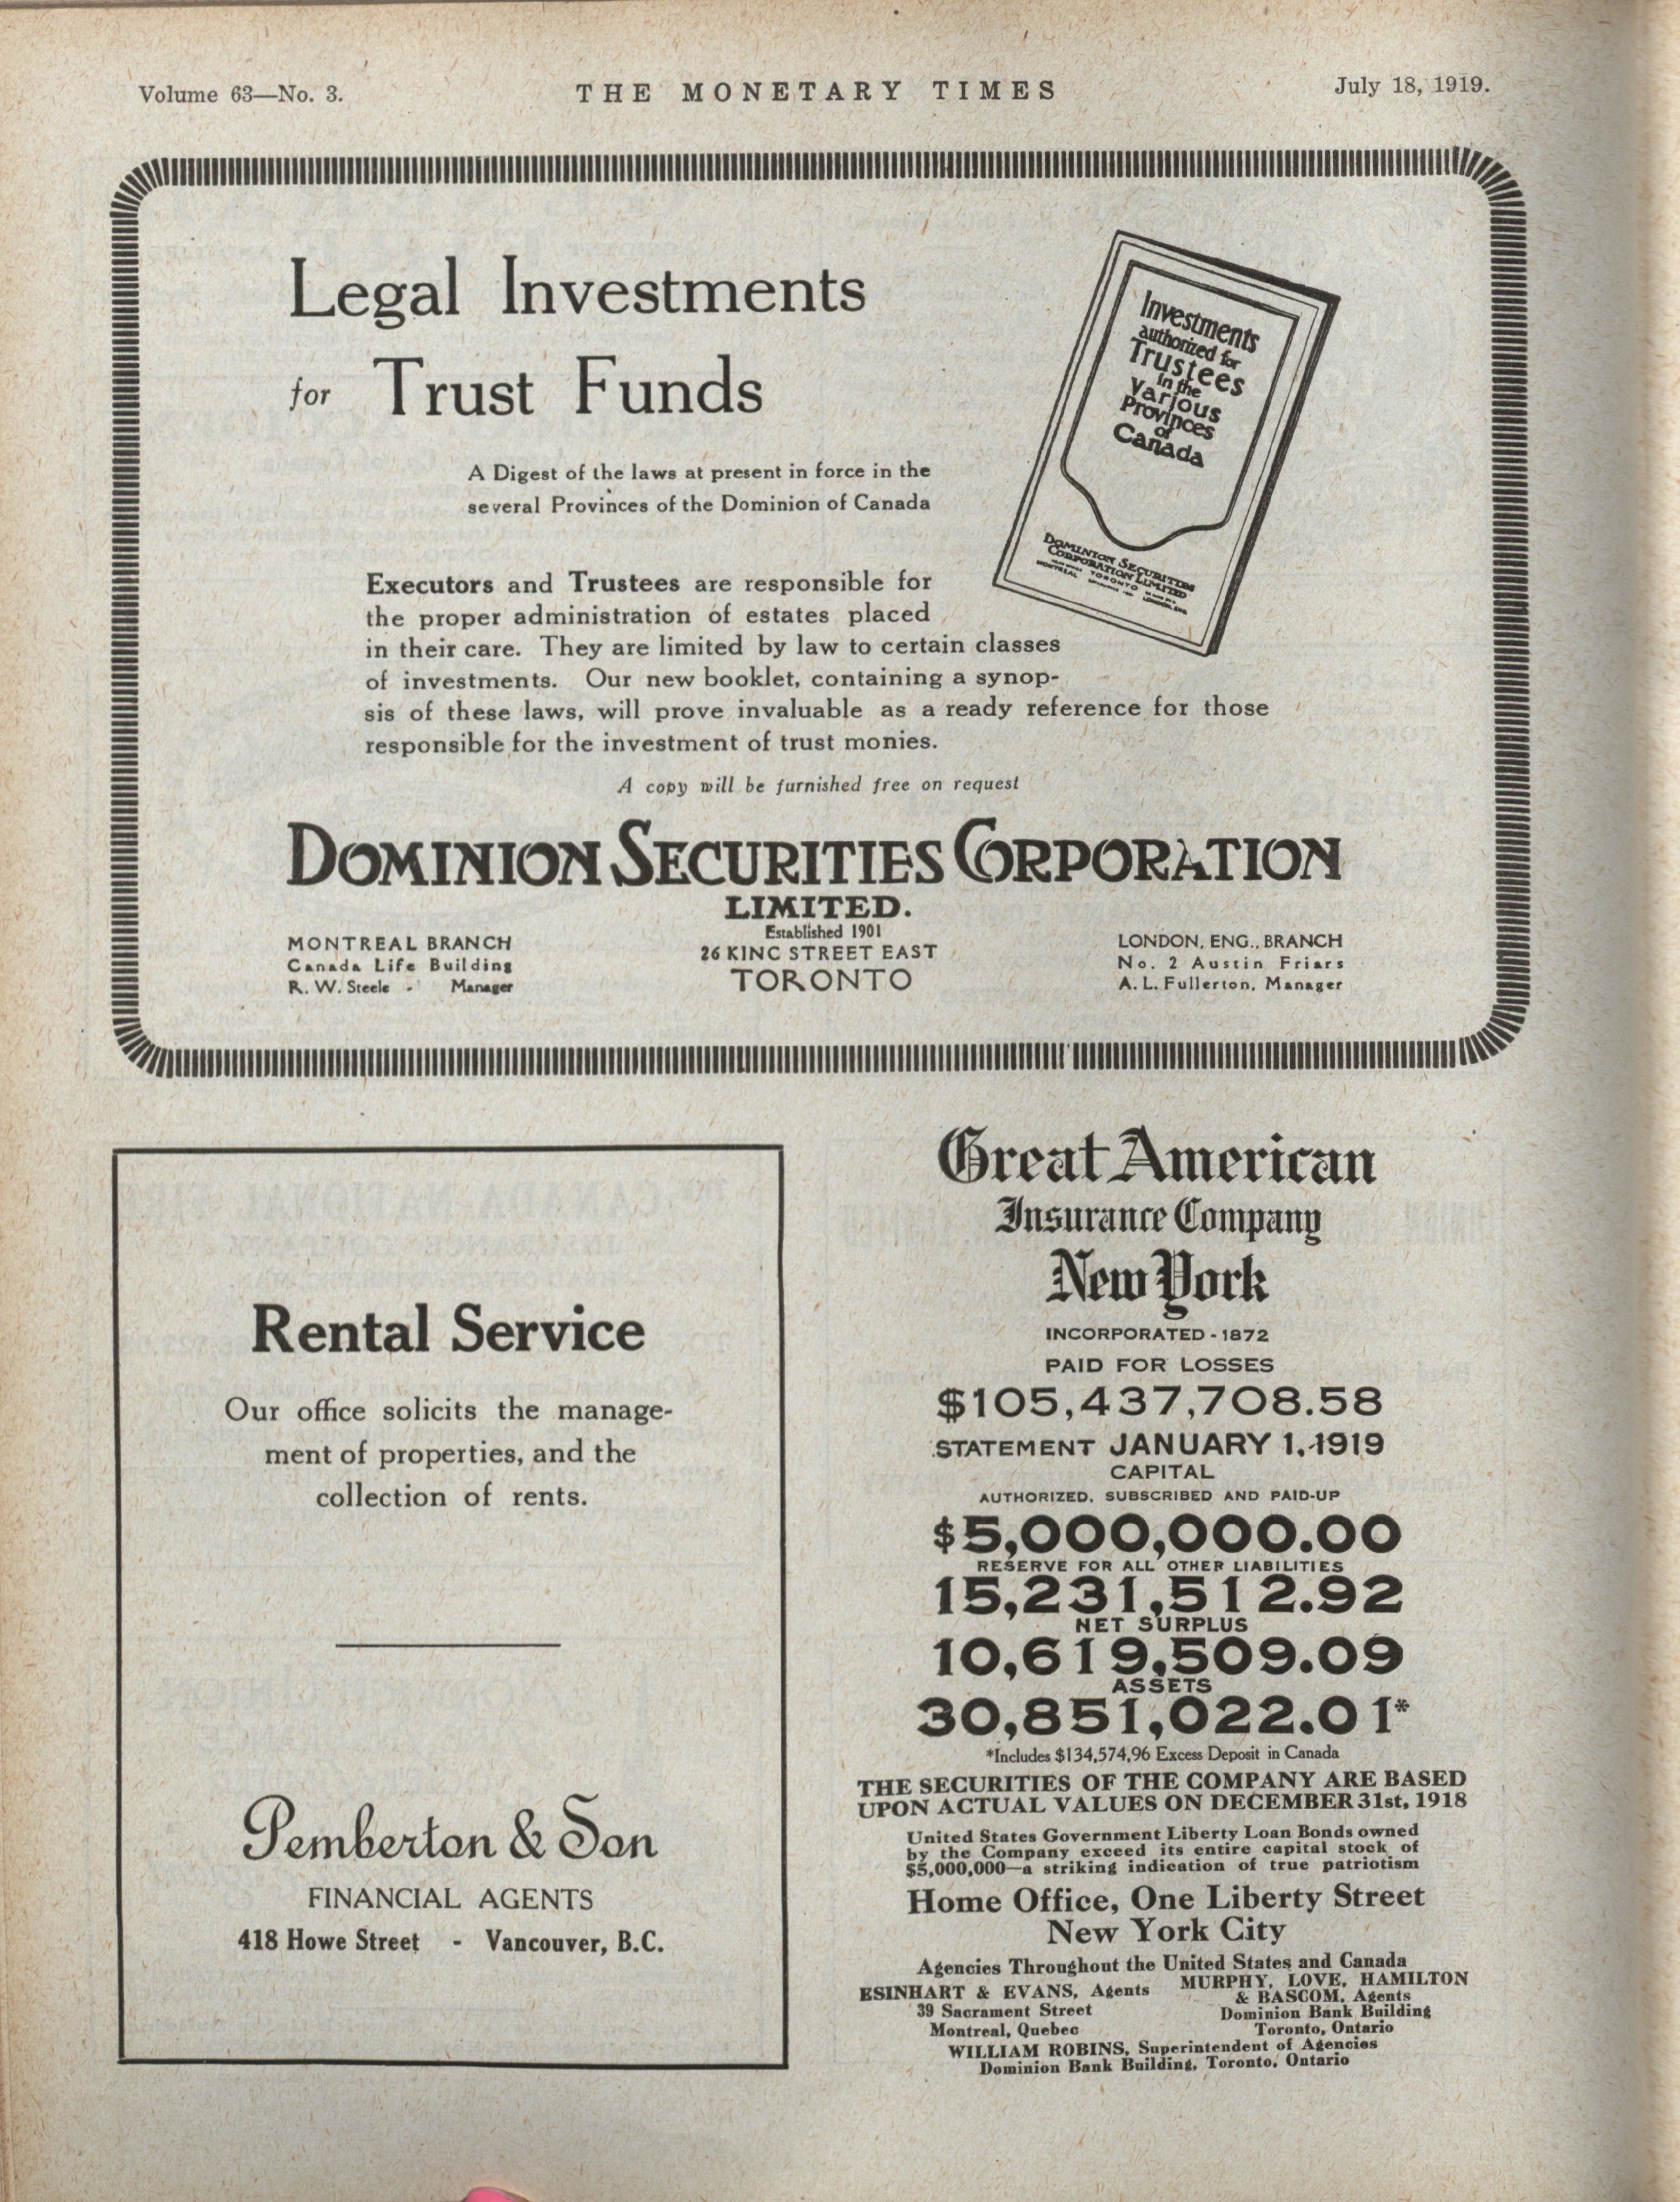 Volume 63—No. 3.
THE MONETARY TIMES
July 18, 1919.
Legal Investments
for Trust Funds
A Digest of the laws at present in force in the
several Provinces of the Dominion of Canada
Investments
authorized for
Trustees
in the
Various
Provinces
of
Canada
DOMINION SECURITIES
CORPORATION LIMITED
MONTREAL TORONTO
Executors and Trustees are responsible for
the proper administration of estates placed
in their care. They are limited by law to certain classes
of investments. Our new booklet, containing a synop-
sis of these laws, will prove invaluable as a ready reference for those
responsible for the investment of trust monies.
A copy will be furnished free on request
DOMINION SECURITIES CORPORATION
LIMITED.
Established 1901
26 KING STREET EAST
TORONTO
MONTREAL BRANCH
Canada Life Building
R. W. Steele - Manager
LONDON, ENG., BRANCH
No. 2 Austin Friars
A. L. Fullerton, Manager
Rental Service
Our office solicits the manage-
ment of properties, and the
collection of rents.
Pemberton & Son
FINANCIAL AGENTS
418 Howe Street - Vancouver, B.C.
Great American
Insurance Company
New York
INCORPORATED - 1872
PAID FOR LOSSES
$105,437,708.58
STATEMENT JANUARY 1, 1919
CAPITAL
AUTHORIZED, SUBSCRIBED AND PAID-UP
$5,000,000.00
RESERVE FOR ALL OTHER LIABILITIES
15,231,512.92
NET SURPLUS
10,619,509.09
ASSETS
30,851,022.01*
*Includes $134,574,96 Excess Deposit in Canada
THE SECURITIES OF THE COMPANY ARE BASED
UPON ACTUAL VALUES ON DECEMBER 31st, 1918
United States Government Liberty Loan Bonds owned
by the Company exceed its entire capital stock of
$5,000,000—a striking indication of true patriotism
Home Office, One Liberty Street
New York City
Agencies Throughout the United States and Canada
ESINHART & EVANS, Agents
39 Sacrament Street
Montreal, Quebec
MURPHY, LOVE, HAMILTON
& BASCOM, Agents
Dominion Bank Building
Toronto, Ontario
WILLIAM ROBINS, Superintendent of Agencies
Dominion Bank Building, Toronto, Ontario